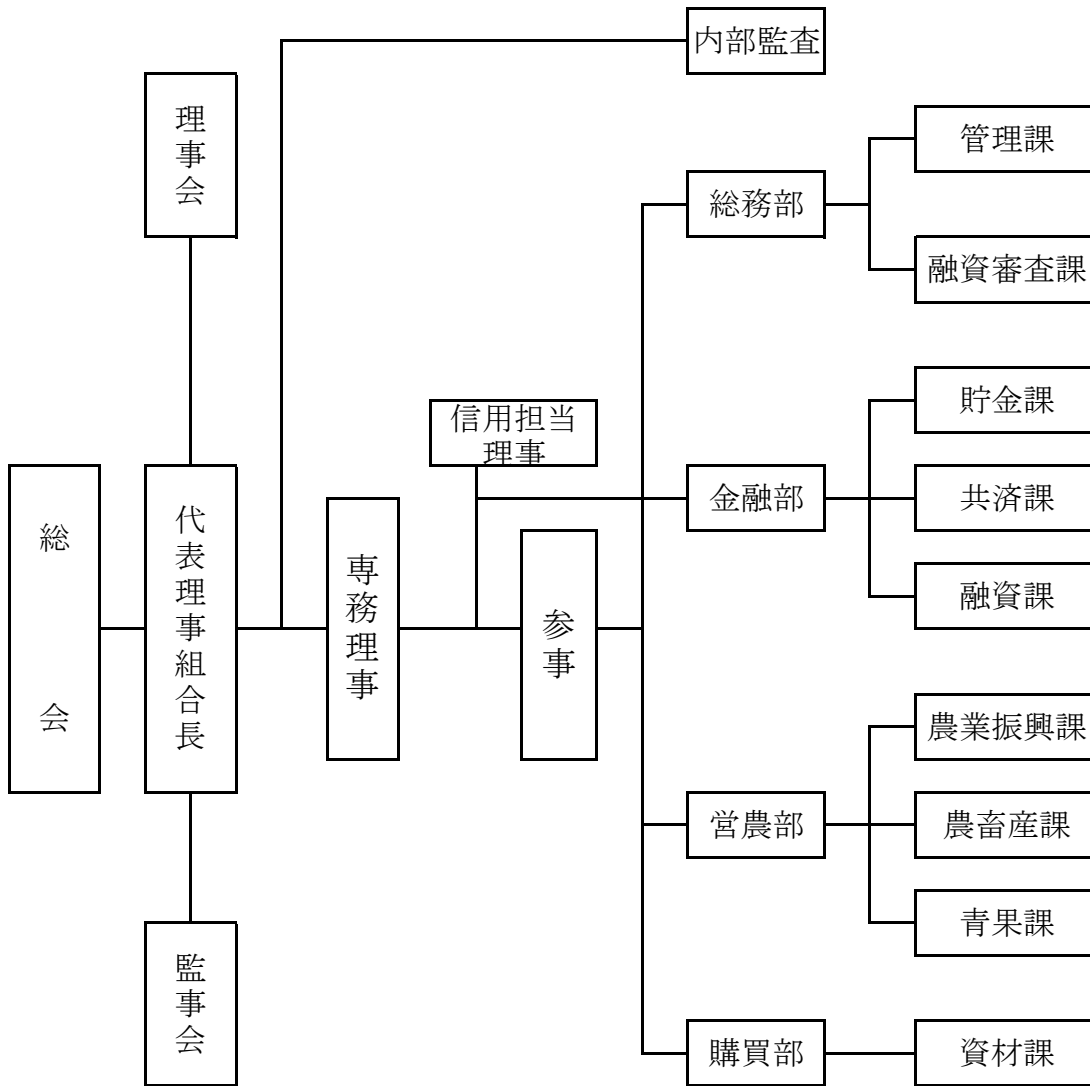 内部監査
理事会
管理課
総務部
融資審査課
貯金課
信用担当
理事
総会
代表理事組合長
専務理事
参事
金融部
共済課
融資課
農業振興課
営農部
農畜産課
青果課
監事会
購買部
資材課